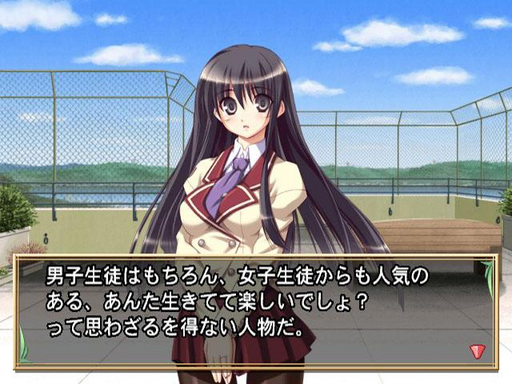 男子生徒はもちろん、女子生徒からも人気の
ある、あんた生きてて楽しいでしょ？
って思わざるを得ない人物だ。